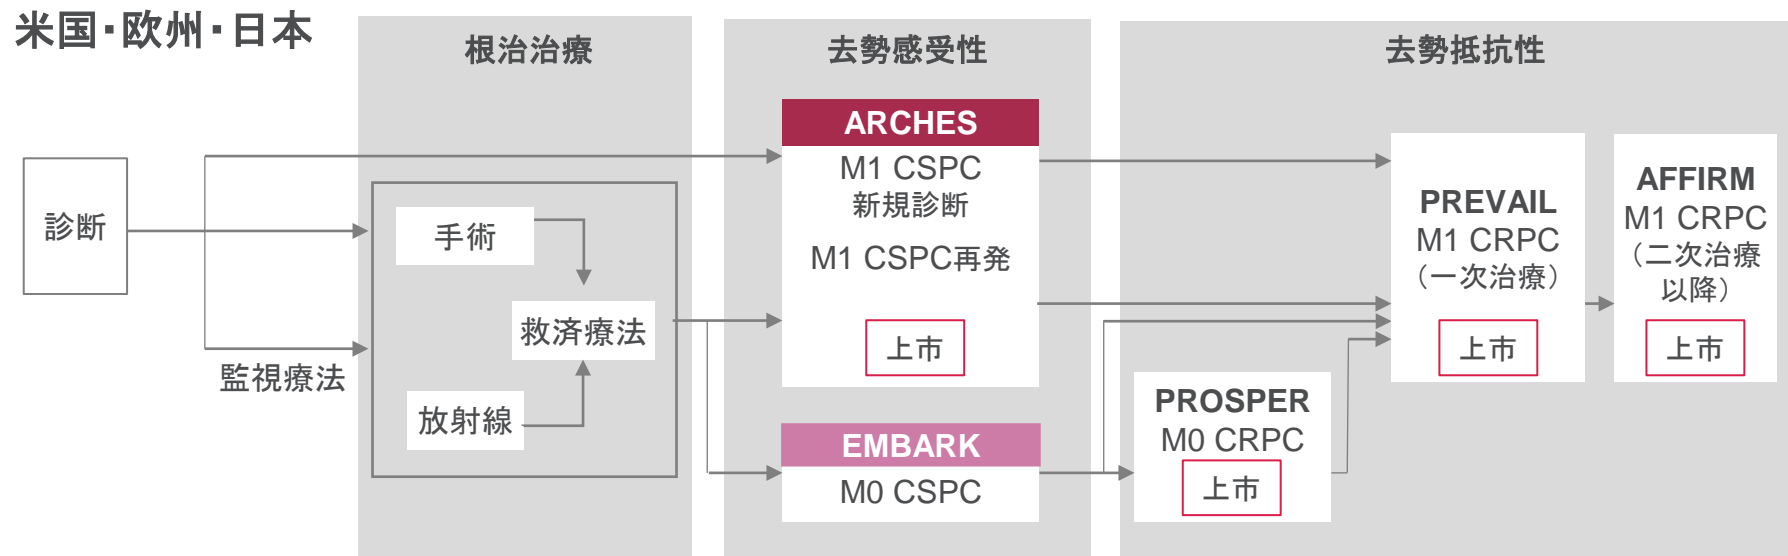 米国・欧州・日本
根治治療
去勢感受性
去勢抵抗性
診断
監視療法
手術
救済療法
放射線
ARCHES
M1 CSPC
新規診断
M1 CSPC再発
上市
EMBARK
M0 CSPC
PROSPER
M0 CRPC
上市
PREVAIL
M1 CRPC
（一次治療）
上市
AFFIRM
M1 CRPC
（二次治療
以降）
上市